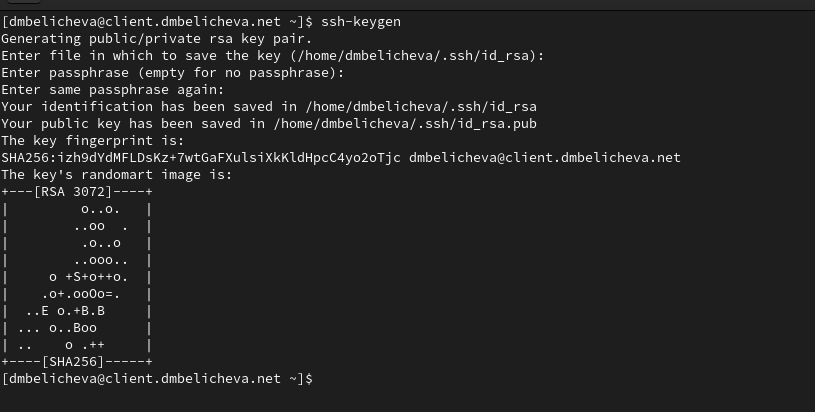 [dmbelicheva@client.dmbelicheva.net ~]$ ssh-keygen
Generating public/private rsa key pair.
Enter file in which to save the key (/home/dmbelicheva/.ssh/id_rsa):
Enter passphrase (empty for no passphrase):
Enter same passphrase again:
Your identification has been saved in /home/dmbelicheva/.ssh/id_rsa
Your public key has been saved in /home/dmbelicheva/.ssh/id_rsa.pub
The key fingerprint is:
SHA256:izh9dYdMFLDsKz+7wtGaFXulsiXkKldHpcC4yo2oTjc dmbelicheva@client.dmbelicheva.net
The key's randomart image is:
+---[RSA 3072]----+
|         o..o.   |
|        ..oo  .  |
|         .o..o   |
|        ..ooo..  |
|     o +S+o++o.  |
|    .o+.ooOo=.   |
|  ..E o.+B.B     |
| ... o..Boo      |
| ..    o .++     |
+----[SHA256]-----+
[dmbelicheva@client.dmbelicheva.net ~]$